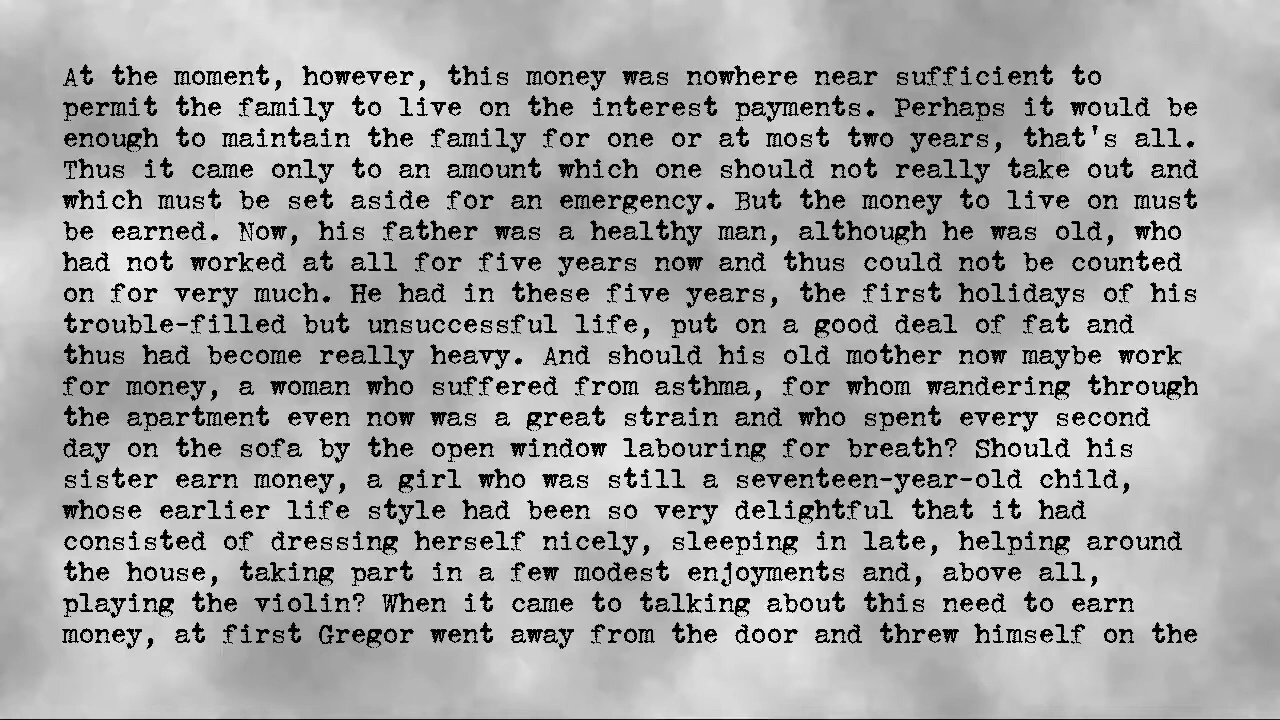 At the moment, however, this money was nowhere near sufficient to
permit the family to live on the interest payments. Perhaps it would be
enough to maintain the family for one or at most two years, that's all.
Thus it came only to an amount which one should not really take out and
which must be set aside for an emergency. But the money to live on must
be earned. Now, his father was a healthy man, although he was old, who
had not worked at all for five years now and thus could not be counted
on for very much. He had in these five years, the first holidays of his
trouble-filled but unsuccessful life, put on a good deal of fat and
thus had become really heavy. And should his old mother now maybe work
for money, a woman who suffered from asthma, for whom wandering through
the apartment even now was a great strain and who spent every second
day on the sofa by the open window labouring for breath? Should his
sister earn money, a girl who was still a seventeen-year-old child,
whose earlier life style had been so very delightful that it had
consisted of dressing herself nicely, sleeping in late, helping around
the house, taking part in a few modest enjoyments and, above all,
playing the violin? When it came to talking about this need to earn
money, at first Gregor went away from the door and threw himself on the